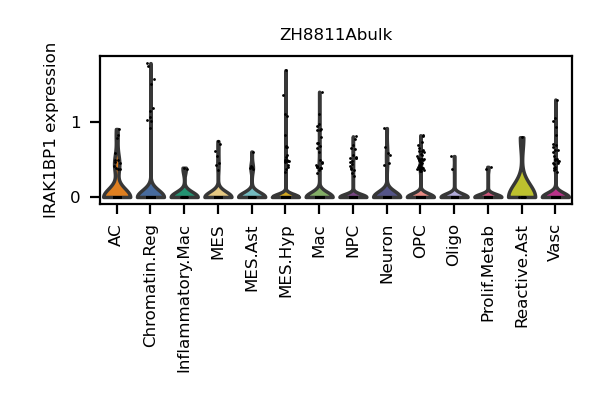 ZH8811Abulk
IRAK1BP1 expression
1
0
AC
Chromatin.Reg
Inflammatory.Mac
MES
MES.Ast
MES.Hyp
Mac
NPC
Neuron
OPC
Oligo
Prolif.Metab
Reactive.Ast
Vasc